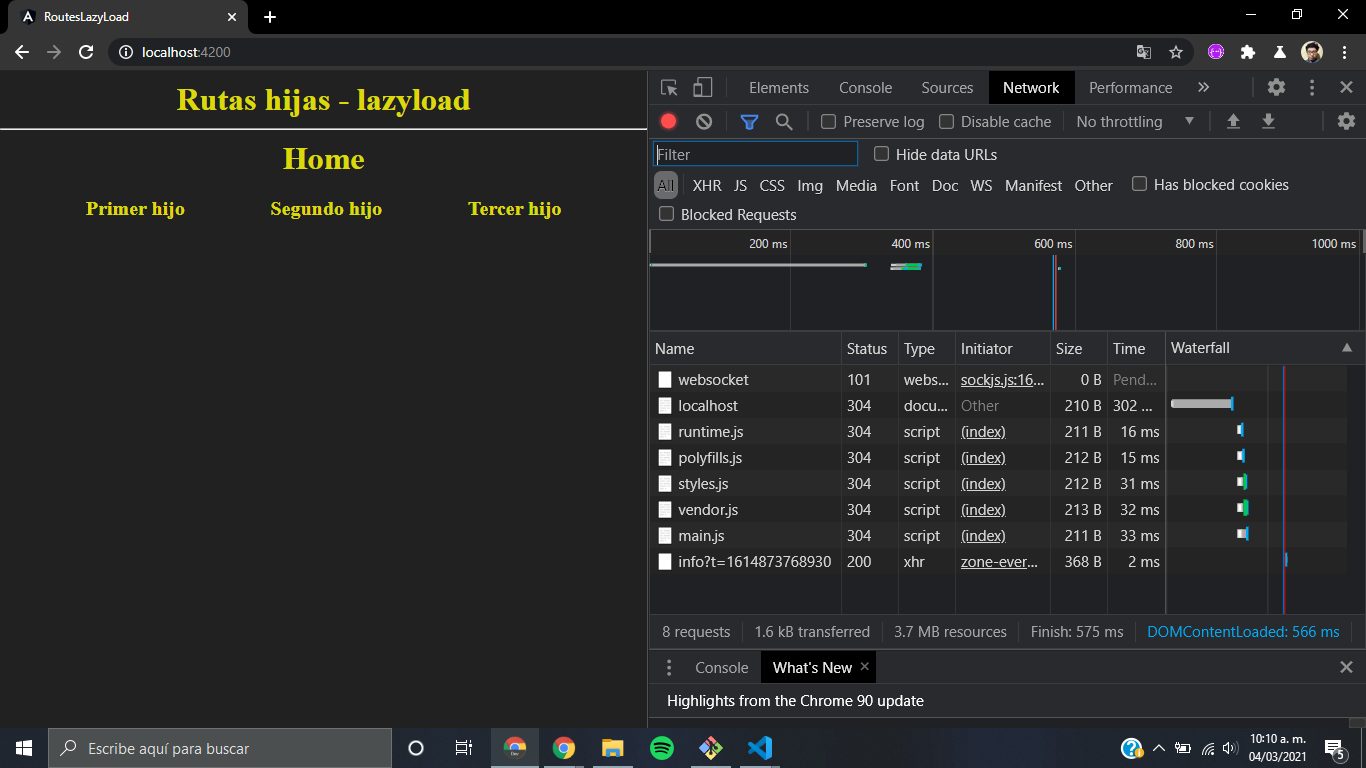 RoutesLazyLoad
localhost:4200
Rutas hijas - lazyload
Home
Primer hijo Segundo hijo Tercer hijo
Elements Console Sources Network Performance
Preserve log Disable cache No throttling
Filter Hide data URLs
All XHR JS CSS Img Media Font Doc WS Manifest Other Has blocked cookies
Blocked Requests
200 ms 400 ms 600 ms 800 ms 1000 ms
Name Status Type Initiator Size Time Waterfall
websocket 101 webs... sockjs.js:16... 0 B Pend...
localhost 304 docu... Other 210 B 302 ...
runtime.js 304 script (index) 211 B 16 ms
polyfills.js 304 script (index) 212 B 15 ms
styles.js 304 script (index) 212 B 31 ms
vendor.js 304 script (index) 213 B 32 ms
main.js 304 script (index) 211 B 33 ms
info?t=1614873768930 200 xhr zone-ever... 368 B 2 ms
8 requests 1.6 kB transferred 3.7 MB resources Finish: 575 ms DOMContentLoaded: 566 ms
Console What's New
Highlights from the Chrome 90 update
Escribe aquí para buscar
Dev
10:10 a. m.
04/03/2021
5